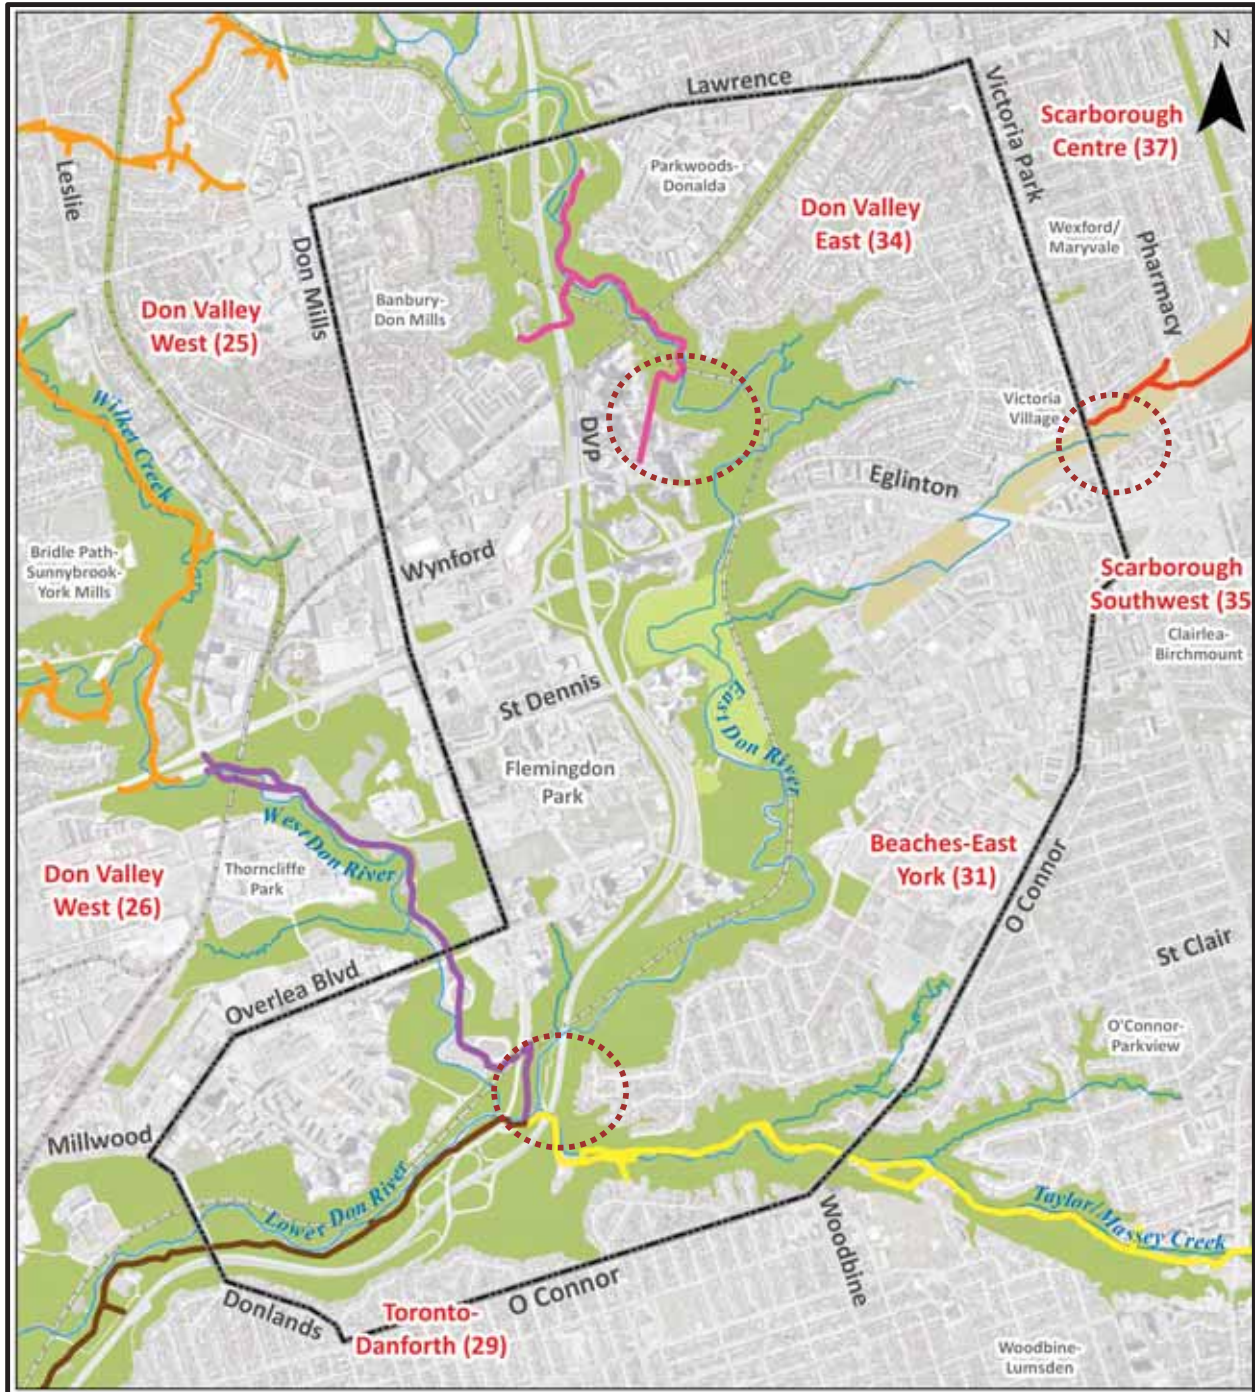 N
Lawrence
Victoria Park
Scarborough
Centre (37)
Leslie
Parkwoods-
Donalda
Don Valley
East (34)
Wexford/
Maryvale
Pharmacy
Don Mills
Banbury-
Don Mills
Don Valley
West (25)
Wilket Creek
DVP
Victoria
Village
Eglinton
Bridle Path-
Sunnybrook-
York Mills
Wynford
Scarborough
Southwest (35
Clairlea-
Birchmount
St Dennis
East Don River
Flemingdon
Park
West Don River
Don Valley
West (26)
Thorncliffe
Park
Beaches-East
York (31)
O Connor
St Clair
Overlea Blvd
O'Connor-
Parkview
Millwood
Lower Don River
Taylor/Massey Creek
Woodbine
Donlands
O Connor
Toronto-
Danforth (29)
Woodbine-
Lumsden